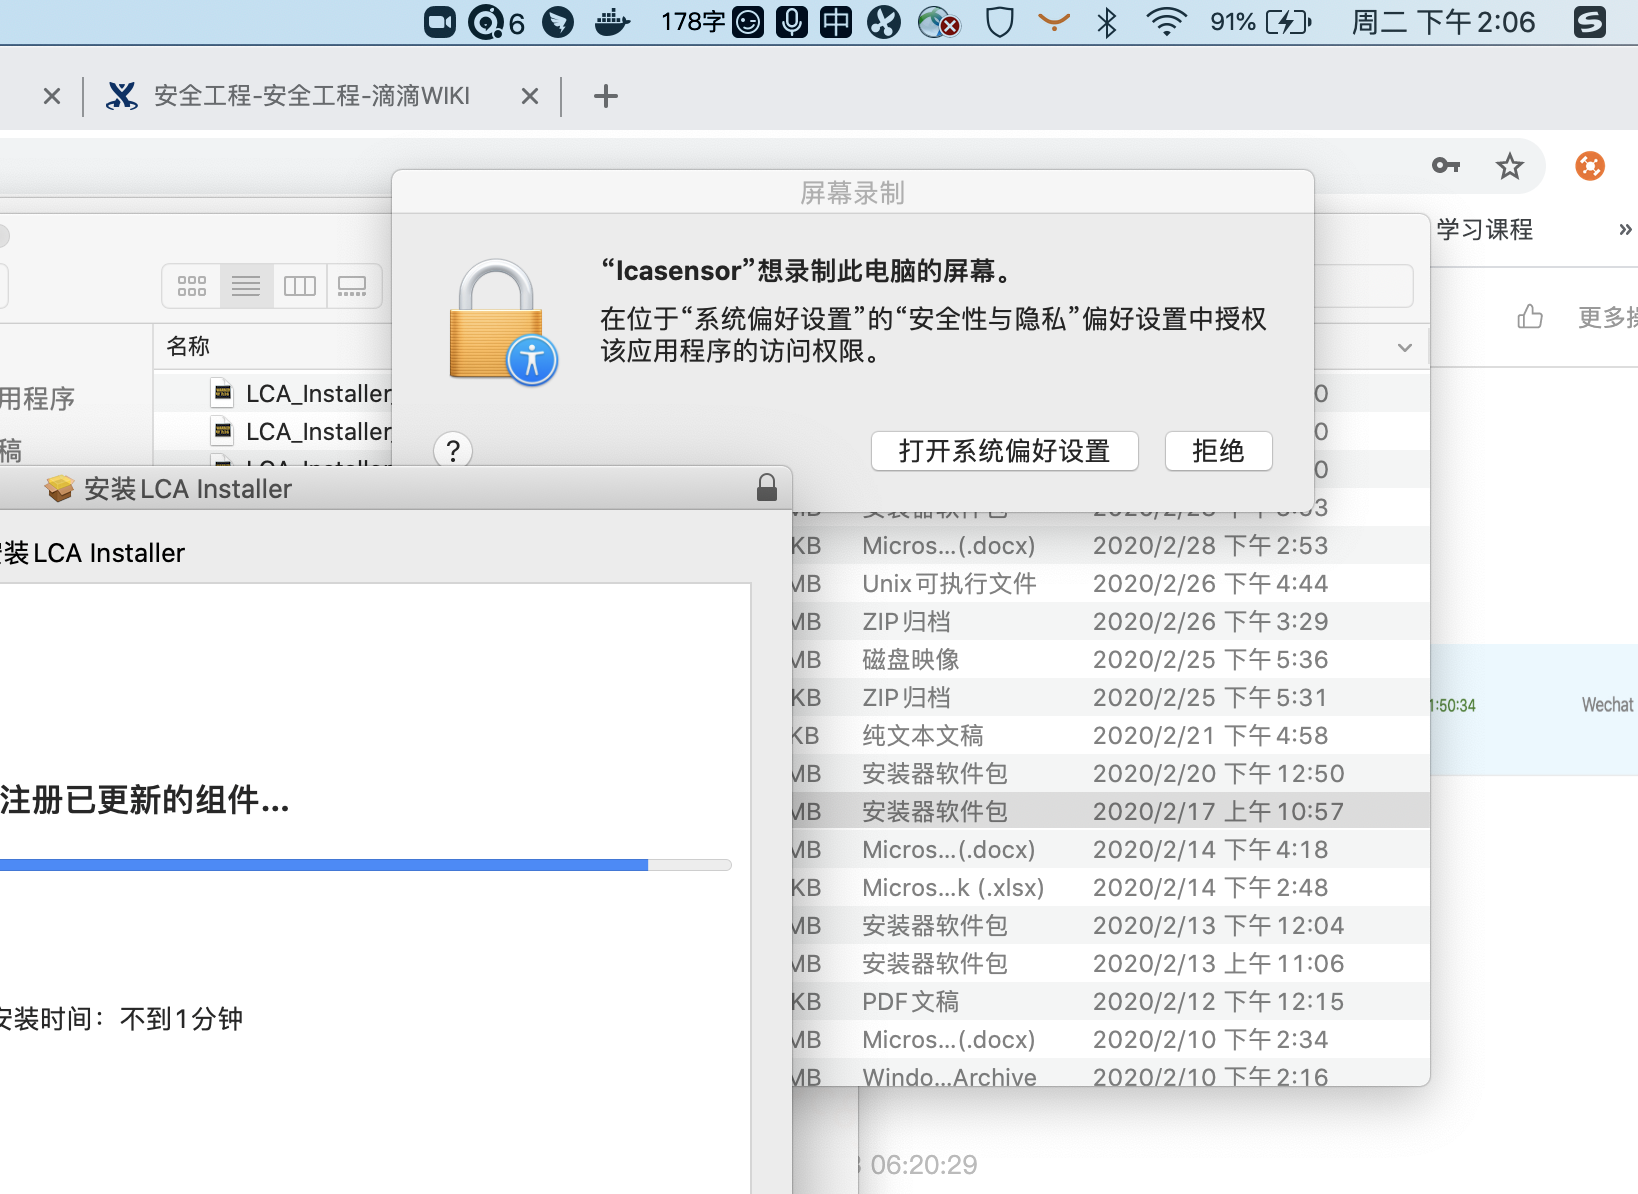 6
178字
中
91%
周二 下午2:06
安全工程-安全工程-滴滴WIKI
屏幕录制
学习课程
»
“lcasensor”想录制此电脑的屏幕。
在位于“系统偏好设置”的“安全性与隐私”偏好设置中授权
该应用程序的访问权限。
更多
名称
用程序
LCA_Installer
0
稿
LCA_Installer
0
?
打开系统偏好设置
拒绝
0
安装LCA Installer
装LCA Installer
KB Micros...(.docx) 2020/2/28 下午2:53
MB Unix可执行文件 2020/2/26 下午4:44
MB ZIP归档 2020/2/26 下午3:29
MB 磁盘映像 2020/2/25 下午5:36
KB ZIP归档 2020/2/25 下午5:31
1:50:34
Wechat
KB 纯文本文稿 2020/2/21 下午4:58
MB 安装器软件包 2020/2/20 下午12:50
注册已更新的组件...
MB 安装器软件包 2020/2/17 上午10:57
MB Micros...(.docx) 2020/2/14 下午4:18
KB Micros...k (.xlsx) 2020/2/14 下午2:48
MB 安装器软件包 2020/2/13 下午12:04
MB 安装器软件包 2020/2/13 上午11:06
KB PDF文稿 2020/2/12 下午12:15
安装时间：不到1分钟
MB Micros...(.docx) 2020/2/10 下午2:34
MB Windo...Archive 2020/2/10 下午2:16
06:20:29